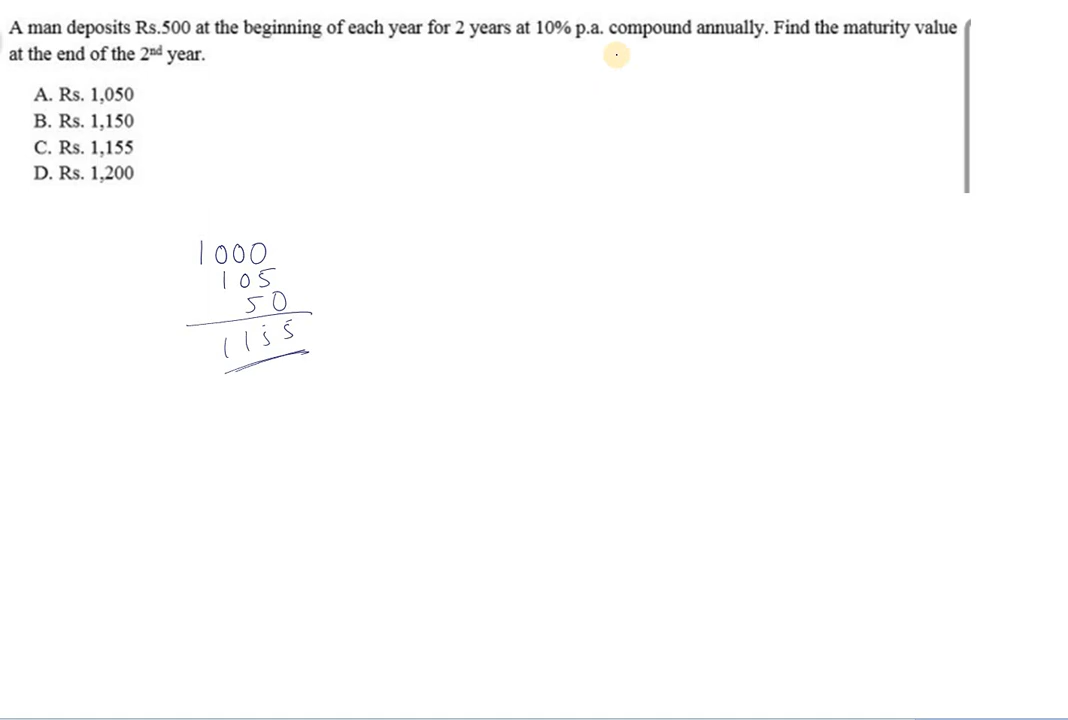 A man deposits Rs.500 at the beginning of each year for 2 years at 10% p.a. compound annually. Find the maturity value
at the end of the 2nd year.
A. Rs. 1,050
B. Rs. 1,150
C. Rs. 1,155
D. Rs. 1,200
1000
105
50
1155